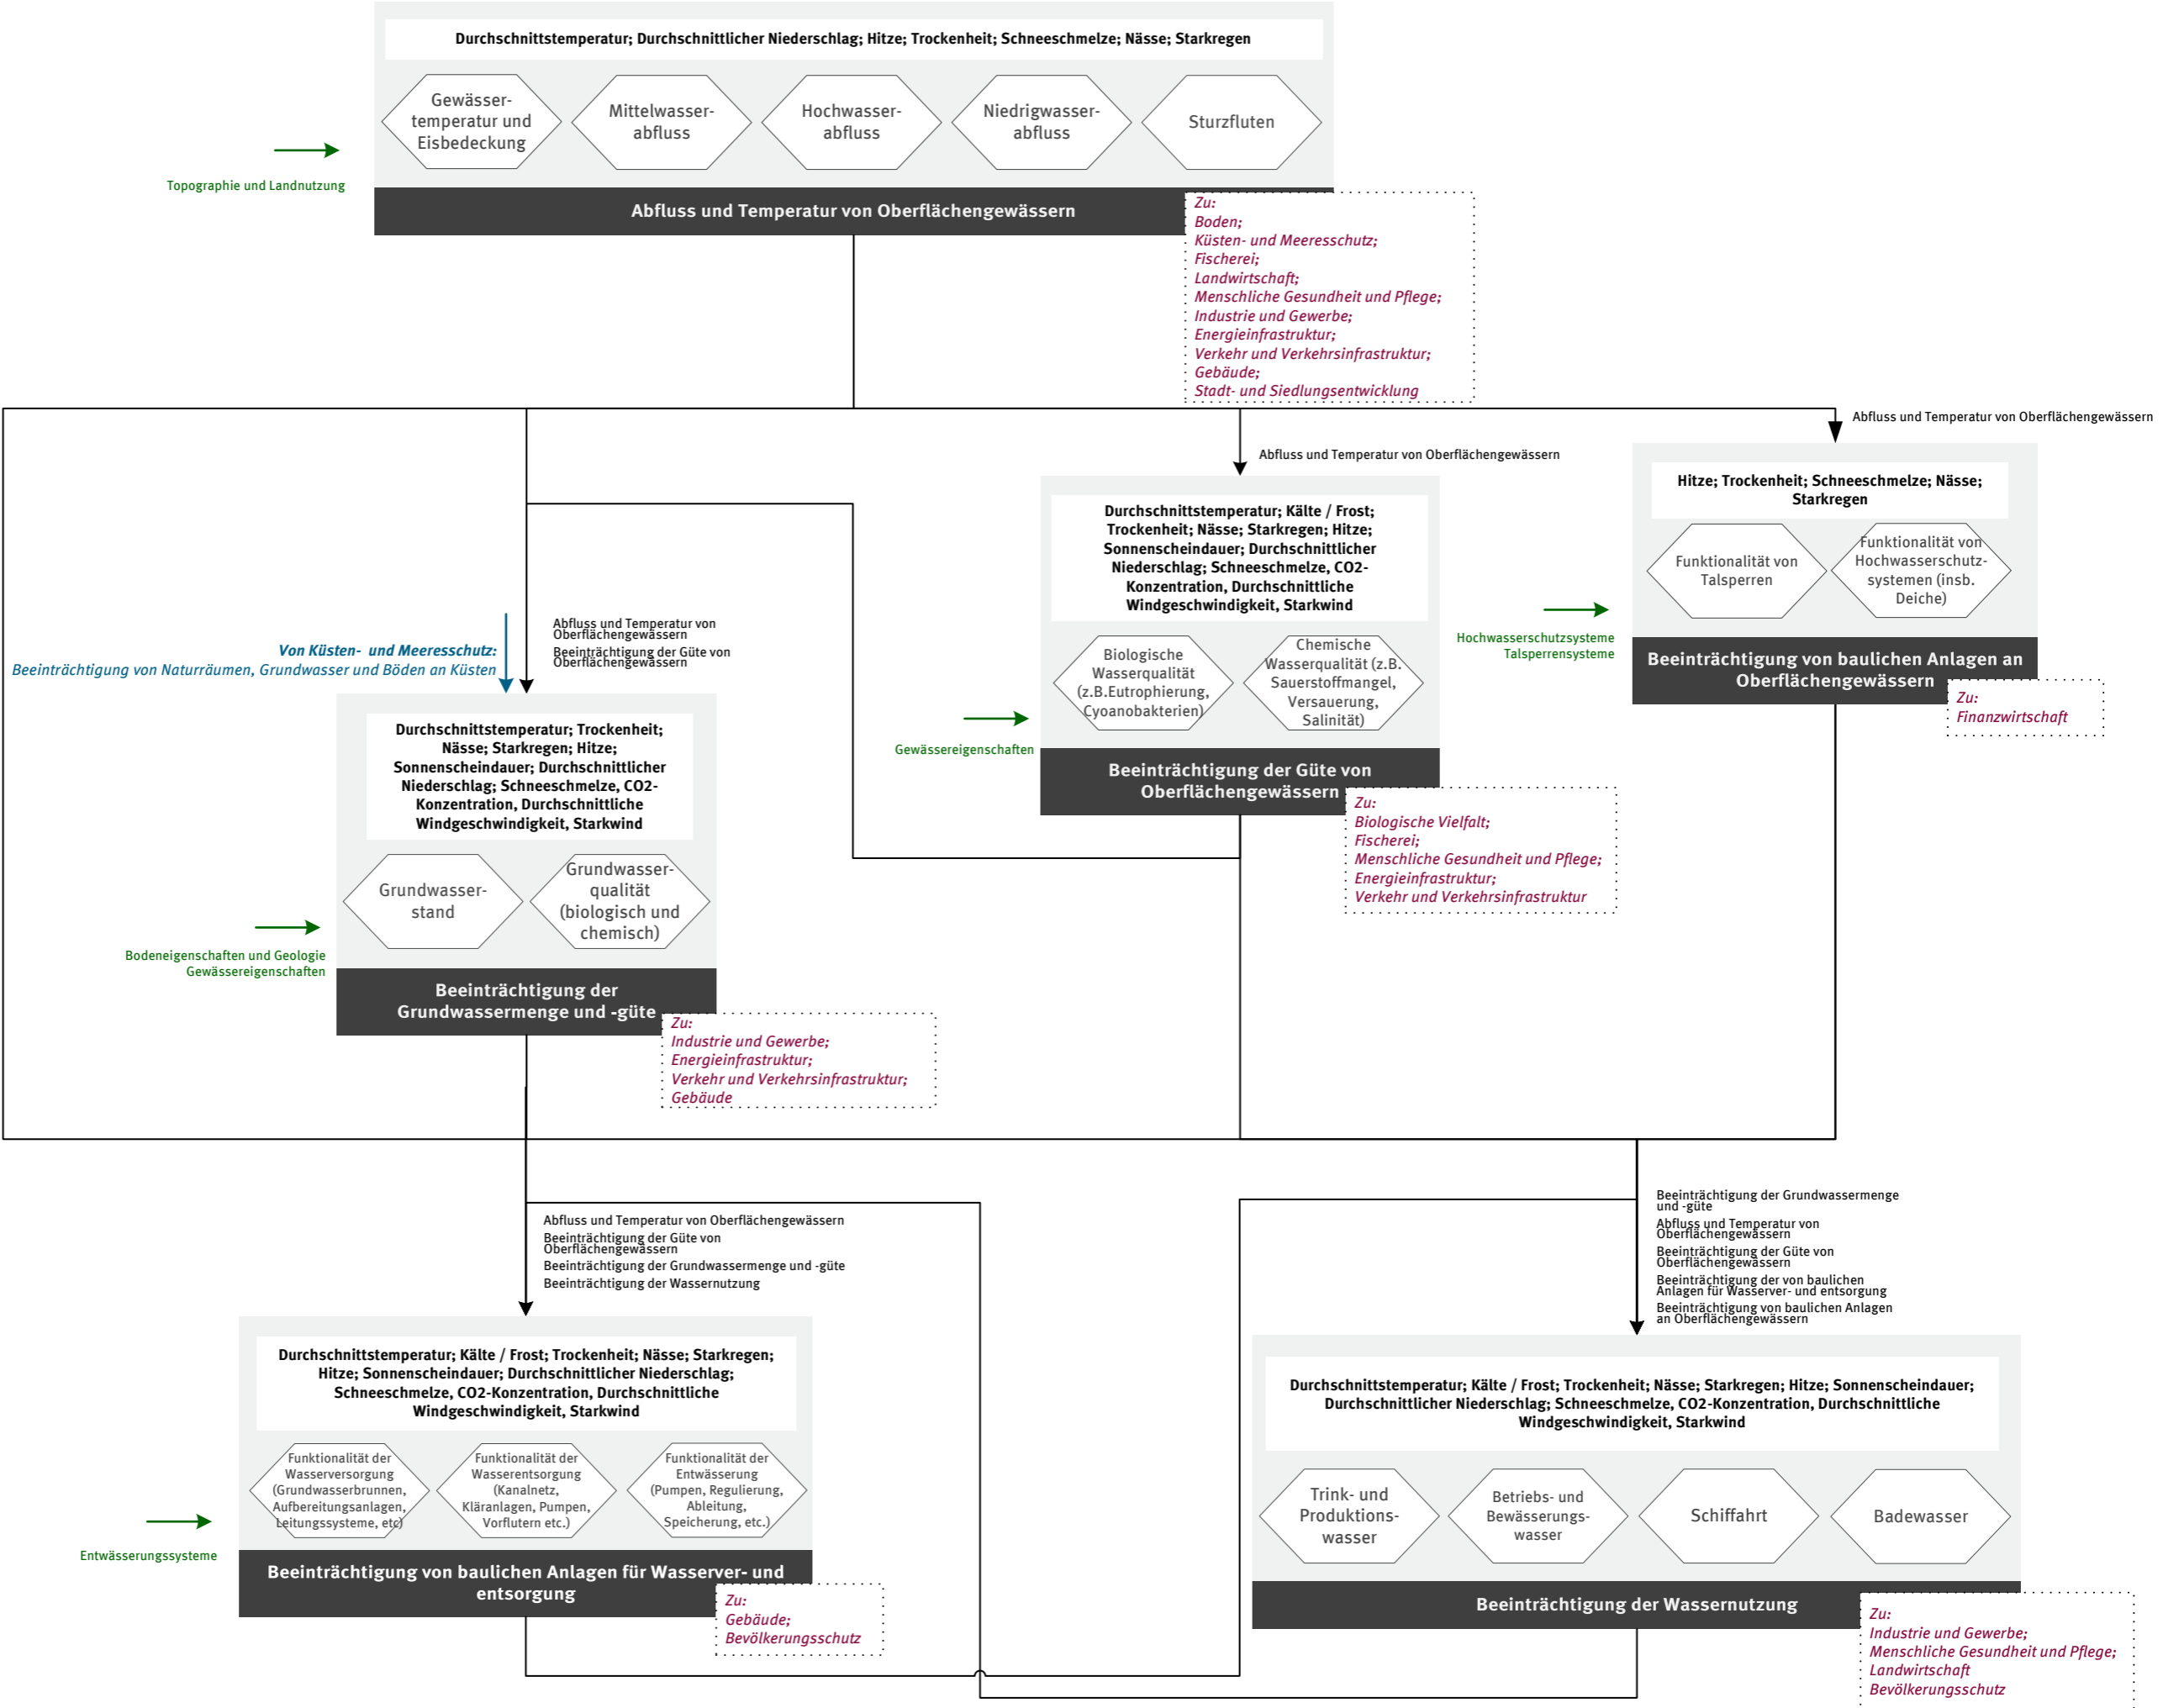 Durchschnittstemperatur; Durchschnittlicher Niederschlag; Hitze; Trockenheit; Schneeschmelze; Nässe; Starkregen
Gewässer-
temperatur und
Eisbedeckung
Mittelwasser-
abfluss
Hochwasser-
abfluss
Niedrigwasser-
abfluss
Sturzfluten
Topographie und Landnutzung
Abfluss und Temperatur von Oberflächengewässern
Zu:
Boden;
Küsten- und Meeresschutz;
Fischerei;
Landwirtschaft;
Menschliche Gesundheit und Pflege;
Industrie und Gewerbe;
Energieinfrastruktur;
Verkehr und Verkehrsinfrastruktur;
Gebäude;
Stadt- und Siedlungsentwicklung
Abfluss und Temperatur von Oberflächengewässern
Hitze; Trockenheit; Schneeschmelze; Nässe;
Starkregen
Funktionalität von
Talsperren
Funktionalität von
Hochwasserschutz-
systemen (insb.
Deiche)
Hochwasserschutzsysteme
Talsperrensysteme
Beeinträchtigung von baulichen Anlagen an
Oberflächengewässern
Zu:
Finanzwirtschaft
Abfluss und Temperatur von Oberflächengewässern
Durchschnittstemperatur; Kälte / Frost;
Trockenheit; Nässe; Starkregen; Hitze;
Sonnenscheindauer; Durchschnittlicher
Niederschlag; Schneeschmelze, CO2-
Konzentration, Durchschnittliche
Windgeschwindigkeit, Starkwind
Biologische
Wasserqualität
(z.B.Eutrophierung,
Cyoanobakterien)
Chemische
Wasserqualität (z.B.
Sauerstoffmangel,
Versauerung,
Salinität)
Gewässereigenschaften
Beeinträchtigung der Güte von
Oberflächengewässern
Zu:
Biologische Vielfalt;
Fischerei;
Menschliche Gesundheit und Pflege;
Energieinfrastruktur;
Verkehr und Verkehrsinfrastruktur
Von Küsten- und Meeresschutz:
Beeinträchtigung von Naturräumen, Grundwasser und Böden an Küsten
Abfluss und Temperatur von
Oberflächengewässern
Beeinträchtigung der Güte von
Oberflächengewässern
Durchschnittstemperatur; Trockenheit;
Nässe; Starkregen; Hitze;
Sonnenscheindauer; Durchschnittlicher
Niederschlag; Schneeschmelze, CO2-
Konzentration, Durchschnittliche
Windgeschwindigkeit, Starkwind
Grundwasser-
stand
Grundwasser-
qualität
(biologisch und
chemisch)
Bodeneigenschaften und Geologie
Gewässereigenschaften
Beeinträchtigung der
Grundwassermenge und -güte
Zu:
Industrie und Gewerbe;
Energieinfrastruktur;
Verkehr und Verkehrsinfrastruktur;
Gebäude
Abfluss und Temperatur von Oberflächengewässern
Beeinträchtigung der Güte von
Oberflächengewässern
Beeinträchtigung der Grundwassermenge und -güte
Beeinträchtigung der Wassernutzung
Durchschnittstemperatur; Kälte / Frost; Trockenheit; Nässe; Starkregen;
Hitze; Sonnenscheindauer; Durchschnittlicher Niederschlag;
Schneeschmelze, CO2-Konzentration, Durchschnittliche
Windgeschwindigkeit, Starkwind
Funktionalität der
Wasserversorgung
(Grundwasserbrunnen,
Aufbereitungsanlagen,
Leitungssysteme, etc)
Funktionalität der
Wasserentsorgung
(Kanalnetz,
Kläranlagen, Pumpen,
Vorflutern etc.)
Funktionalität der
Entwässerung
(Pumpen, Regulierung,
Ableitung,
Speicherung, etc.)
Entwässerungssysteme
Beeinträchtigung von baulichen Anlagen für Wasserver- und
entsorgung
Zu:
Gebäude;
Bevölkerungsschutz
Beeinträchtigung der Grundwassermenge
und -güte
Abfluss und Temperatur von
Oberflächengewässern
Beeinträchtigung der Güte von
Oberflächengewässern
Beeinträchtigung der von baulichen
Anlagen für Wasserver- und entsorgung
Beeinträchtigung von baulichen Anlagen
an Oberflächengewässern
Durchschnittstemperatur; Kälte / Frost; Trockenheit; Nässe; Starkregen; Hitze; Sonnenscheindauer;
Durchschnittlicher Niederschlag; Schneeschmelze, CO2-Konzentration, Durchschnittliche
Windgeschwindigkeit, Starkwind
Trink- und
Produktions-
wasser
Betriebs- und
Bewässerungs-
wasser
Schiffahrt
Badewasser
Beeinträchtigung der Wassernutzung
Zu:
Industrie und Gewerbe;
Menschliche Gesundheit und Pflege;
Landwirtschaft
Bevölkerungsschutz